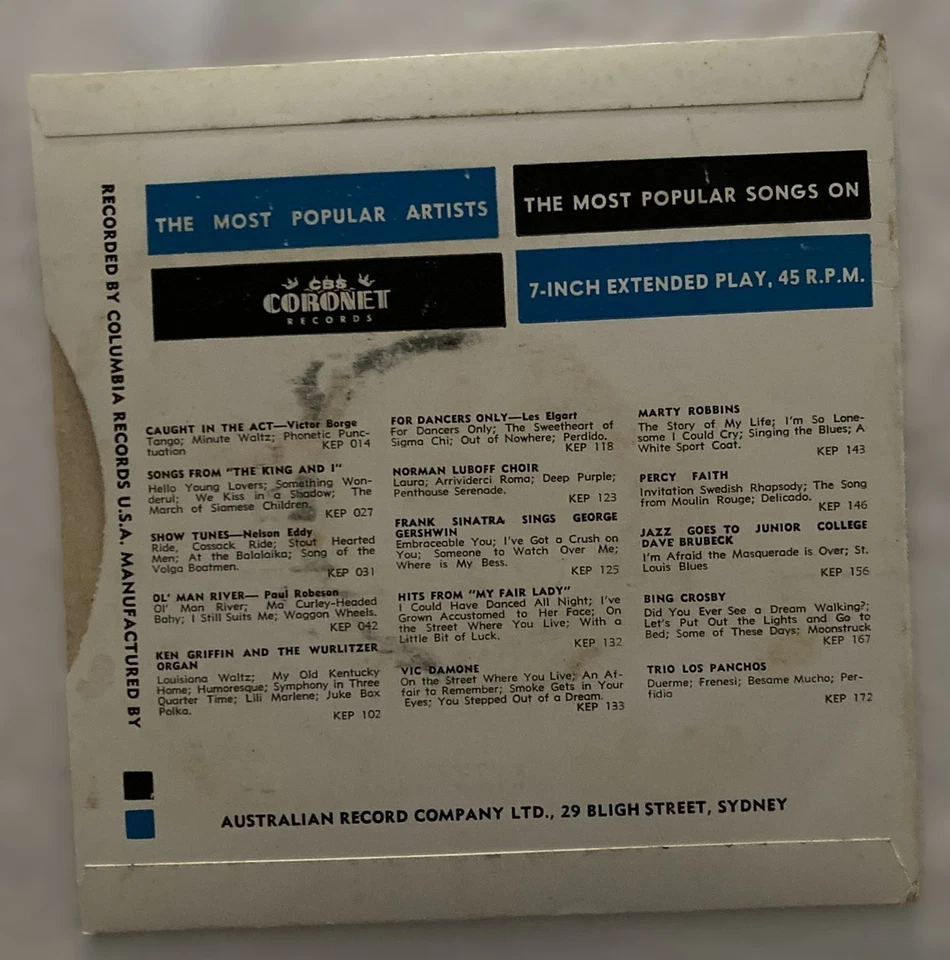 THE MOST POPULAR ARTISTS
THE MOST POPULAR SONGS ON
CBS
CORONET
RECORDS
7-INCH EXTENDED PLAY, 45 R.P.M.
RECORDED BY COLUMBIA RECORDS U.S.A. MANUFACTURED BY
CAUGHT IN THE ACT—Victor Borge
Tango; Minute Waltz; Phonetic Punc-
tuation KEP 014
SONGS FROM "THE KING AND I"
Hello Young Lovers; Something Won-
derul; We Kiss in a Shadow; The
March of Siamese Children.
KEP 027
SHOW TUNES—Nelson Eddy
Ride, Cossack Ride; Stout Hearted
Men; At the Balalaika; Song of the
Volga Boatmen.
KEP 031
OL' MAN RIVER— Paul Robeson
Ol' Man River; Ma Curley-Headed
Baby; I Still Suits Me; Waggon Wheels.
KEP 042
KEN GRIFFIN AND THE WURLITZER
ORGAN
Louisiana Waltz; My Old Kentucky
Home; Humoresque; Symphony in Three
Quarter Time; Lili Marlene; Juke Box
Polka.
KEP 102
FOR DANCERS ONLY—Les Elgart
For Dancers Only; The Sweetheart of
Sigma Chi; Out of Nowhere; Perdido.
KEP 118
NORMAN LUBOFF CHOIR
Laura; Arrividerci Roma; Deep Purple;
Penthouse Serenade.
KEP 123
FRANK SINATRA SINGS GEORGE
GERSHWIN
Embraceable You; I've Got a Crush on
You; Someone to Watch Over Me;
Where is My Bess.
KEP 125
HITS FROM "MY FAIR LADY"
I Could Have Danced All Night; I've
Grown Accustomed to Her Face; On
the Street Where You Live; With a
Little Bit of Luck.
KEP 132
VIC DAMONE
On the Street Where You Live; An Af-
fair to Remember; Smoke Gets in Your
Eyes; You Stepped Out of a Dream.
KEP 133
MARTY ROBBINS
The Story of My Life; I'm So Lone-
some I Could Cry; Singing the Blues; A
White Sport Coat.
KEP 143
PERCY FAITH
Invitation Swedish Rhapsody; The Song
from Moulin Rouge; Delicado.
KEP 146
JAZZ GOES TO JUNIOR COLLEGE
DAVE BRUBECK
I'm Afraid the Masquerade is Over; St.
Louis Blues
KEP 156
BING CROSBY
Did You Ever See a Dream Walking?;
Let's Put Out the Lights and Go to
Bed; Some of These Days; Moonstruck
KEP 167
TRIO LOS PANCHOS
Duerme; Frenesi; Besame Mucho; Per-
fidio
KEP 172
AUSTRALIAN RECORD COMPANY LTD., 29 BLIGH STREET, SYDNEY